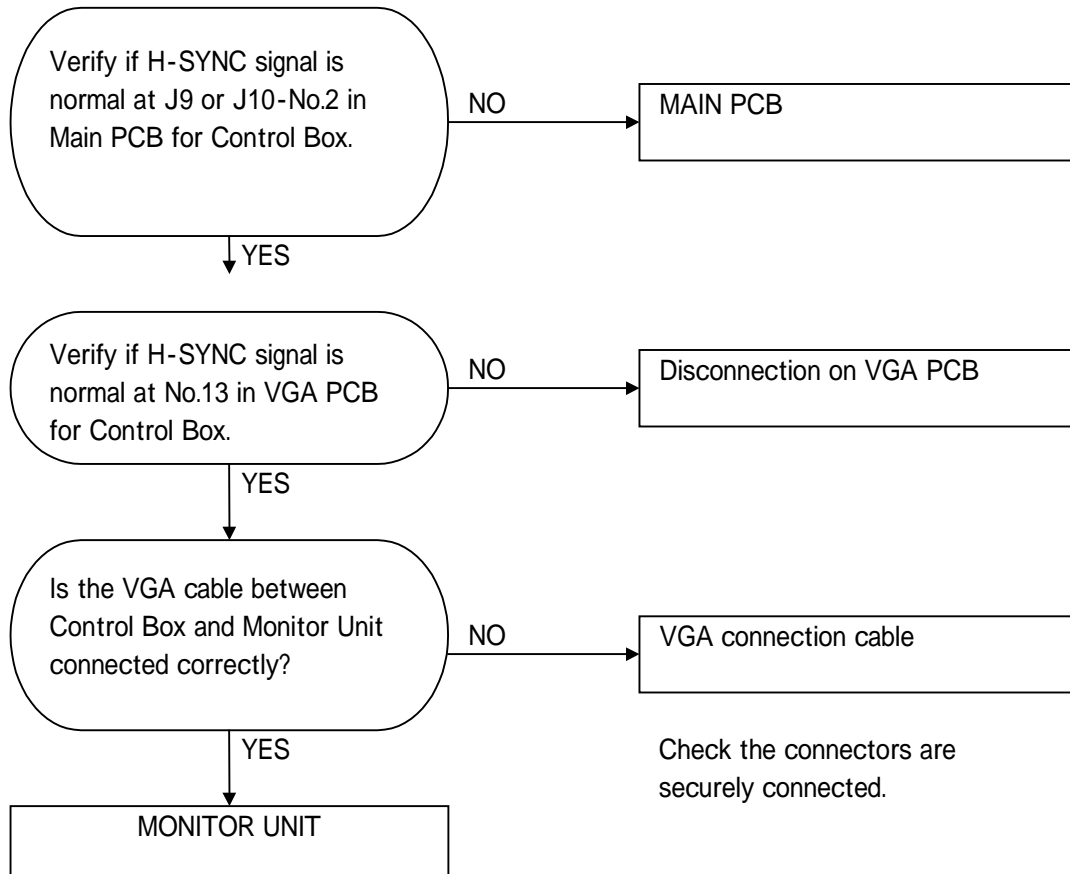 Verify if H-SYNC signal is
normal at J9 or J10-No.2 in
Main PCB for Control Box.
NO
MAIN PCB
YES
Verify if H-SYNC signal is
normal at No.13 in VGA PCB
for Control Box.
NO
Disconnection on VGA PCB
YES
Is the VGA cable between
Control Box and Monitor Unit
connected correctly?
NO
VGA connection cable
YES
Check the connectors are
securely connected.
MONITOR UNIT